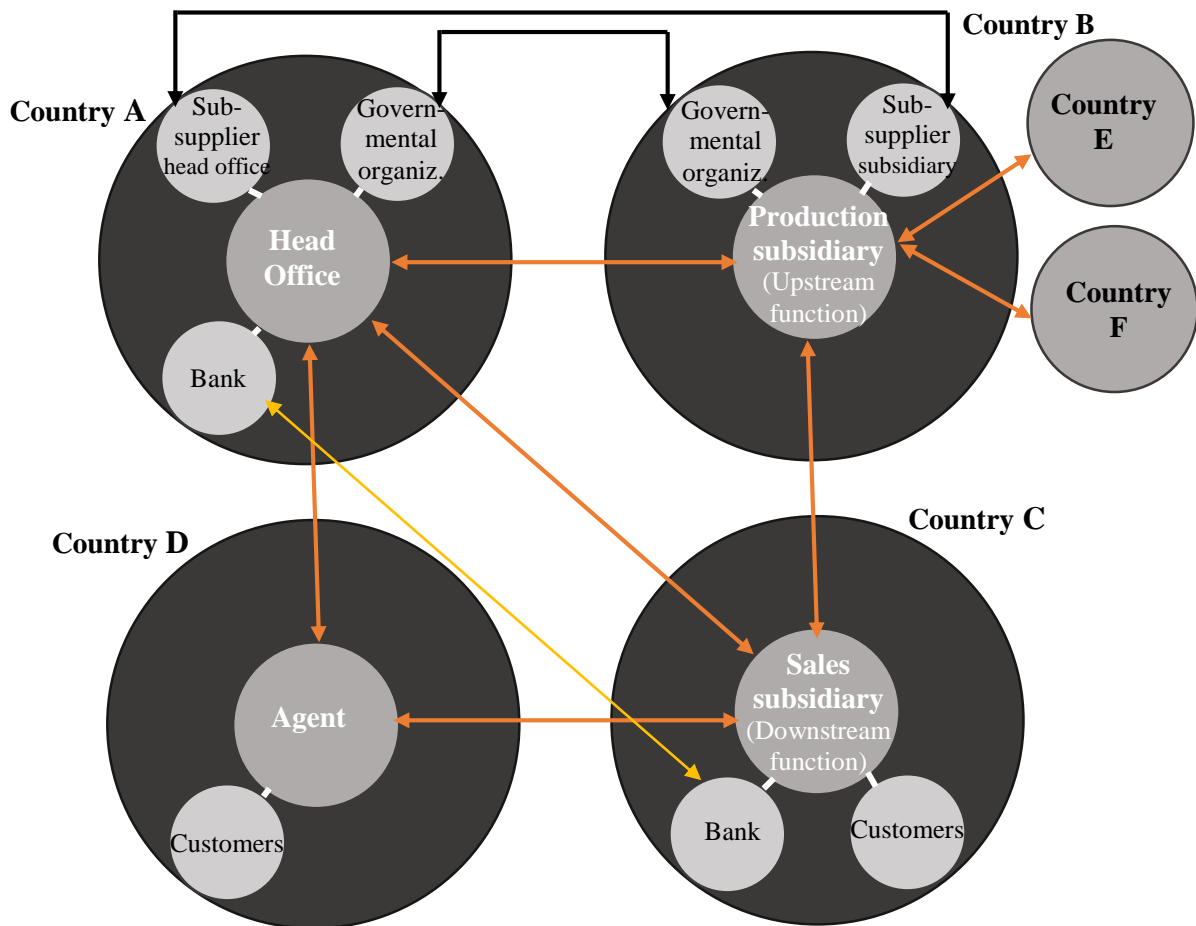 Country B
Country A
Sub-
supplier
head office
Govern-
mental
organiz.
Head
Office
Bank
Govern-
mental
organiz.
Sub-
supplier
subsidiary
Production
subsidiary
(Upstream
function)
Country
E
Country
F
Country D
Agent
Customers
Country C
Sales
subsidiary
(Downstream
function)
Bank
Customers